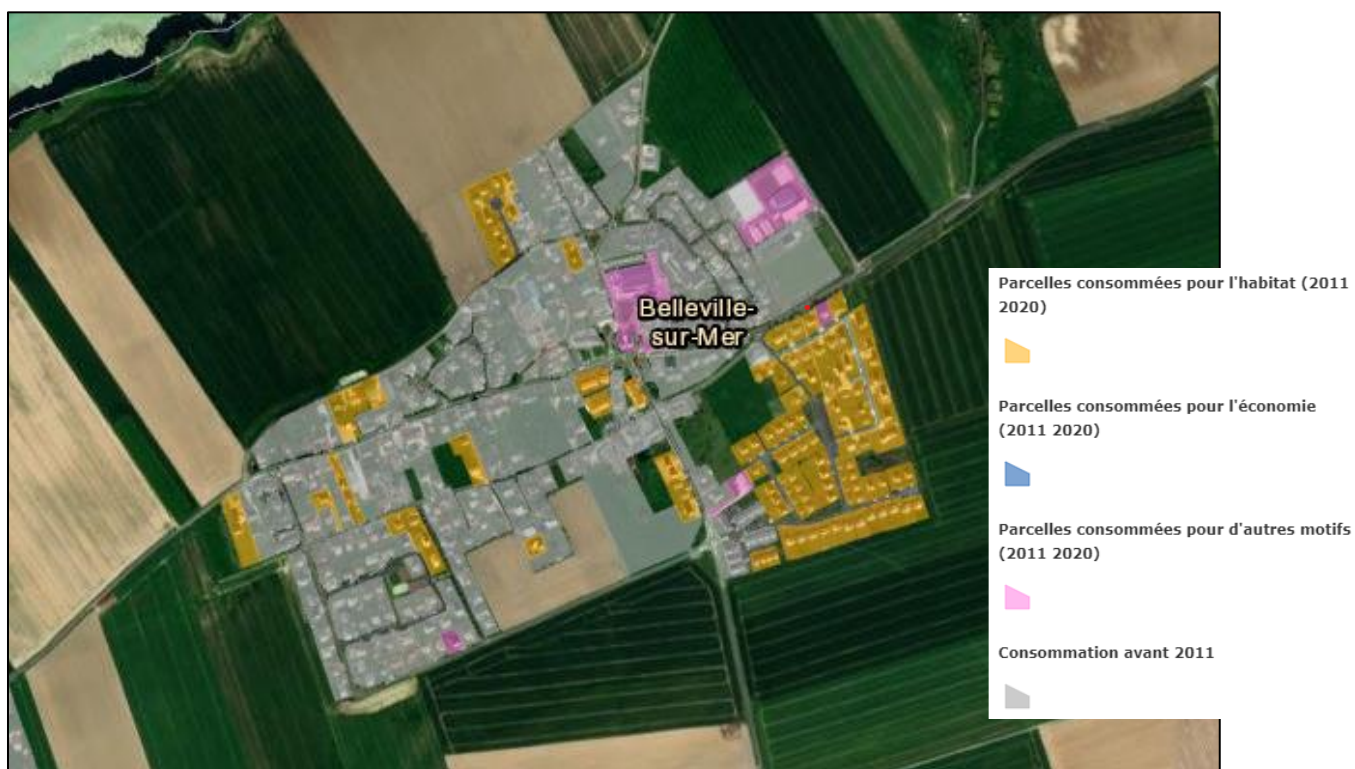 Belleville-
sur-Mer
Parcelles consommées pour l'habitat (2011
2020)
Parcelles consommées pour l'économie
(2011 2020)
Parcelles consommées pour d'autres motifs
(2011 2020)
Consommation avant 2011